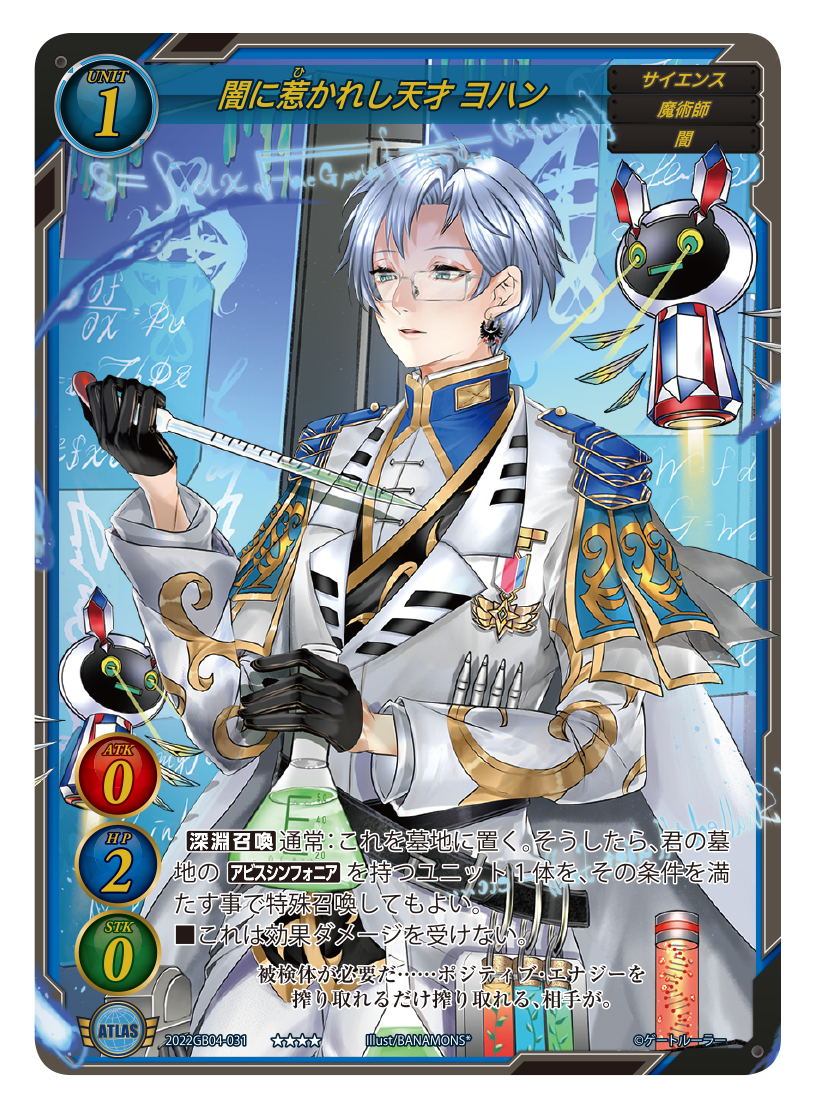 UNIT
1
闇に惹かれし天才 ヨハン
ひ
サイエンス
魔術師
闇
ATK
0
HP
2
STK
0
深淵召喚 通常:これを墓地に置く。そうしたら、君の墓
地の アビスシンフォニア を持つユニット1体を、その条件を満
たす事で特殊召喚してもよい。
■これは効果ダメージを受けない。
被検体が必要だ……ポジティブ・エナジーを
搾り取れるだけ搾り取れる、相手が。
ATLAS
2022GB04-031 ★★★★ Illust/BANAMONS* ©ゲートルーラー